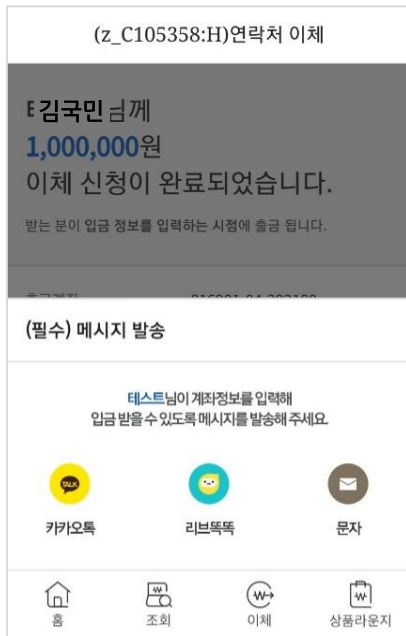 (z_C105358:H)연락처 이체
김국민님께
1,000,000원
이체 신청이 완료되었습니다.
받는 분이 입금 정보를 입력하는 시점에 출금 됩니다.
(필수) 메시지 발송
테스트님이 계좌정보를 입력해
입금 받을 수 있도록 메시지를 발송해 주세요.
TALK
카카오톡
리브똑똑
문자
홈
조회
이체
상품라운지